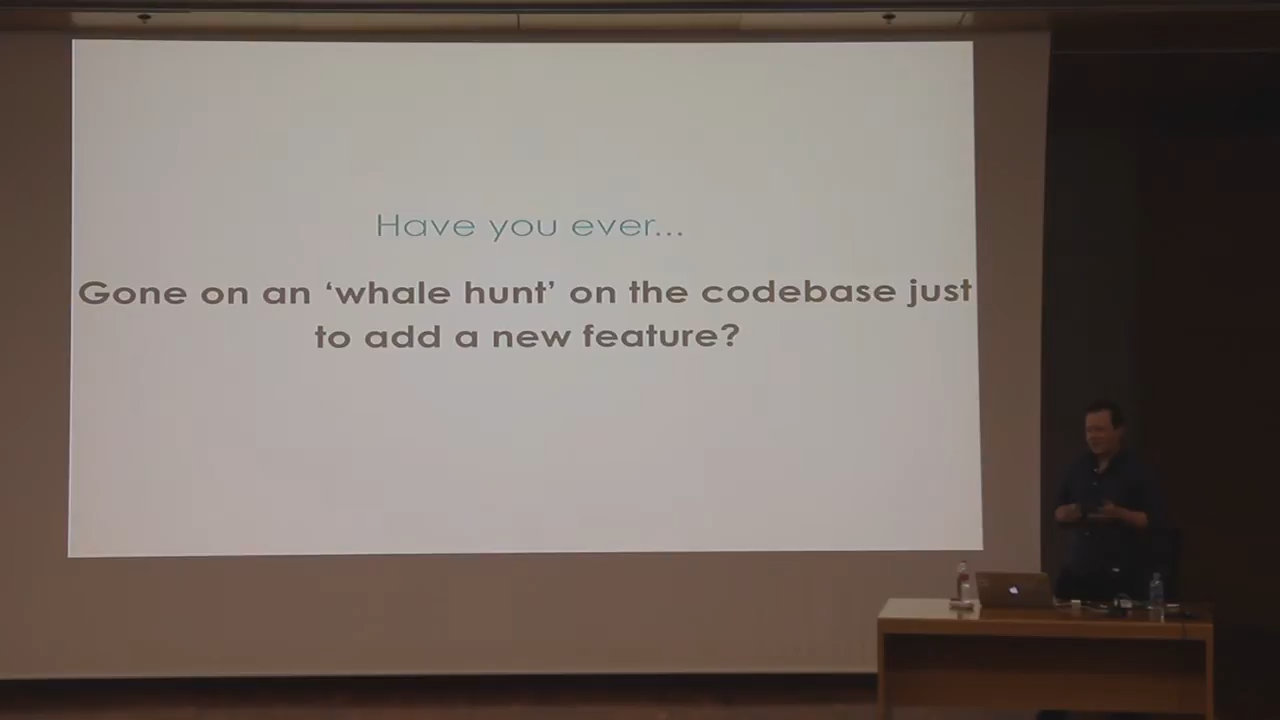 Have you ever...
Gone on an ‘whale hunt’ on the codebase just
to add a new feature?